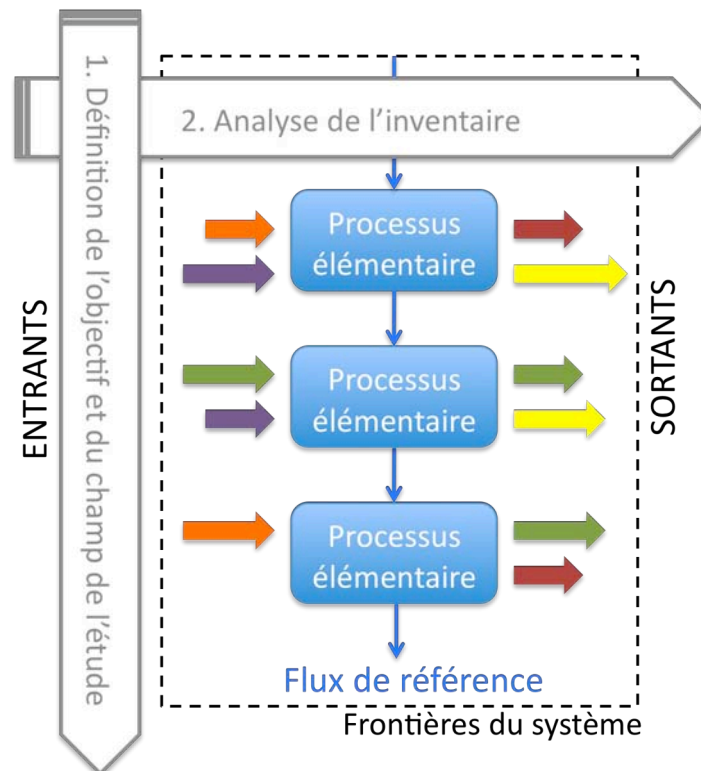 1. Définition de l'objectif et du champ de l'étude
2. Analyse de l'inventaire
ENTRANTS
Processus
élémentaire
Processus
élémentaire
Processus
élémentaire
SORTANTS
Flux de référence
Frontières du système